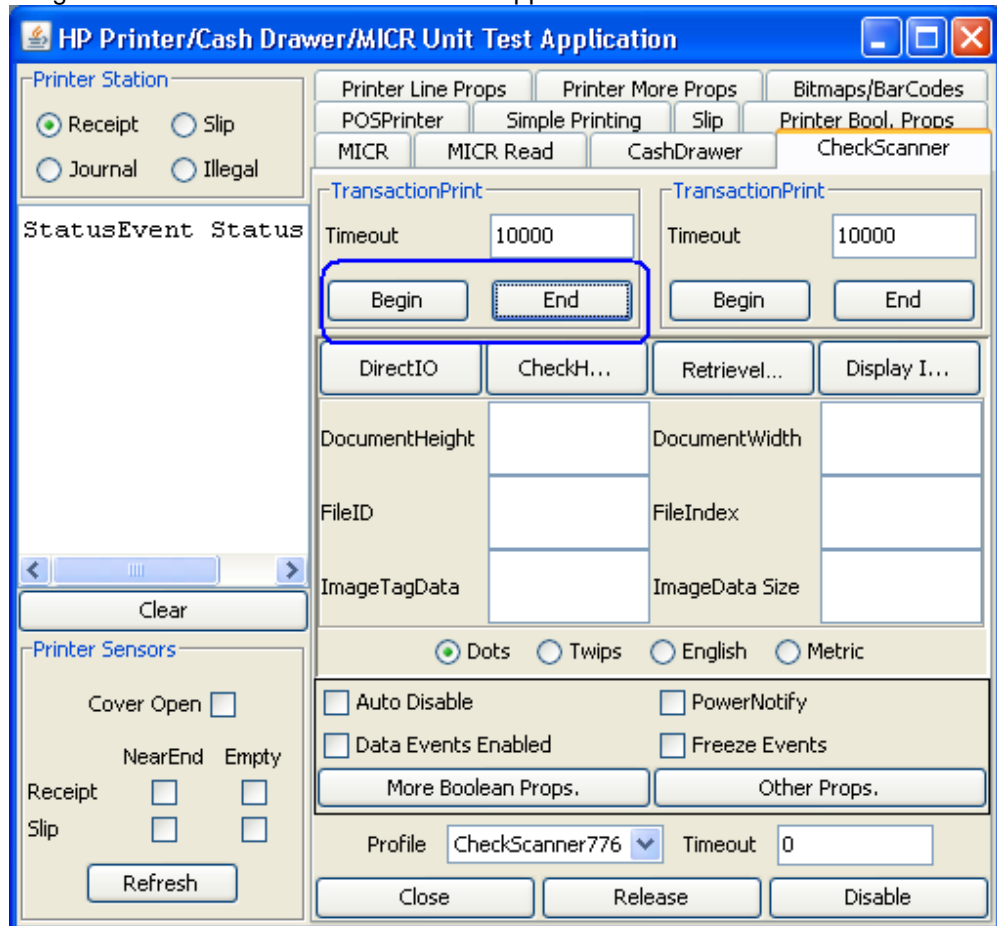 HP Printer/Cash Drawer/MICR Unit Test Application
Printer Station
Receipt Slip
Journal Illegal
StatusEvent Status
Clear
Printer Sensors
Cover Open
NearEnd Empty
Receipt
Slip
Refresh
Printer Line Props Printer More Props Bitmaps/BarCodes
POSPrinter Simple Printing Slip Printer Bool. Props
MICR MICR Read CashDrawer CheckScanner
TransactionPrint TransactionPrint
Timeout 10000 Timeout 10000
Begin End Begin End
DirectIO CheckH... RetrieveI... Display I...
DocumentHeight DocumentWidth
FileID FileIndex
ImageTagData ImageData Size
Dots Twips English Metric
Auto Disable PowerNotify
Data Events Enabled Freeze Events
More Boolean Props. Other Props.
Profile CheckScanner776 Timeout 0
Close Release Disable